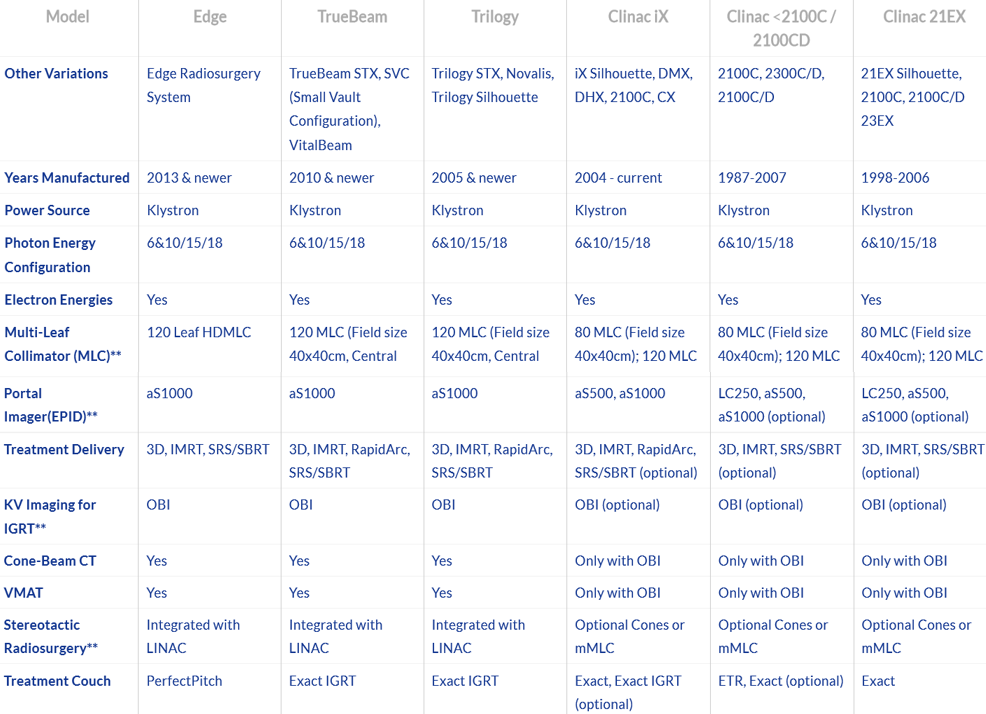 Model Edge TrueBeam Trilogy Clinac iX Clinac <2100C / 2100CD Clinac 21EX
Other Variations
Edge Radiosurgery
System
TrueBeam STX, SVC
(Small Vault
Configuration),
VitalBeam
Trilogy STX, Novalis,
Trilogy Silhouette
iX Silhouette, DMX,
DHX, 2100C, CX
2100C, 2300C/D,
2100C/D
21EX Silhouette,
2100C, 2100C/D
23EX
Years Manufactured 2013 & newer 2010 & newer 2005 & newer 2004 - current 1987-2007 1998-2006
Power Source Klystron Klystron Klystron Klystron Klystron Klystron
Photon Energy
Configuration
6&10/15/18 6&10/15/18 6&10/15/18 6&10/15/18 6&10/15/18 6&10/15/18
Electron Energies Yes Yes Yes Yes Yes Yes
Multi-Leaf
Collimator (MLC)**
120 Leaf HDMLC
120 MLC (Field size
40x40cm, Central
120 MLC (Field size
40x40cm, Central
80 MLC (Field size
40x40cm); 120 MLC
80 MLC (Field size
40x40cm); 120 MLC
80 MLC (Field size
40x40cm); 120 MLC
Portal
Imager(EPID)**
aS1000
aS1000
aS1000
aS500, aS1000
LC250, aS500,
aS1000 (optional)
LC250, aS500,
aS1000 (optional)
Treatment Delivery
3D, IMRT, SRS/SBRT
3D, IMRT, RapidArc,
SRS/SBRT
3D, IMRT, RapidArc,
SRS/SBRT
3D, IMRT, RapidArc,
SRS/SBRT (optional)
3D, IMRT, SRS/SBRT
(optional)
3D, IMRT, SRS/SBRT
(optional)
KV Imaging for
IGRT**
OBI OBI OBI OBI (optional) OBI (optional) OBI (optional)
Cone-Beam CT Yes Yes Yes Only with OBI Only with OBI Only with OBI
VMAT Yes Yes Yes Only with OBI Only with OBI Only with OBI
Stereotactic
Radiosurgery**
Integrated with
LINAC
Integrated with
LINAC
Integrated with
LINAC
Optional Cones or
mMLC
Optional Cones or
mMLC
Optional Cones or
mMLC
Treatment Couch
PerfectPitch
Exact IGRT
Exact IGRT
Exact, Exact IGRT
(optional)
ETR, Exact (optional)
Exact